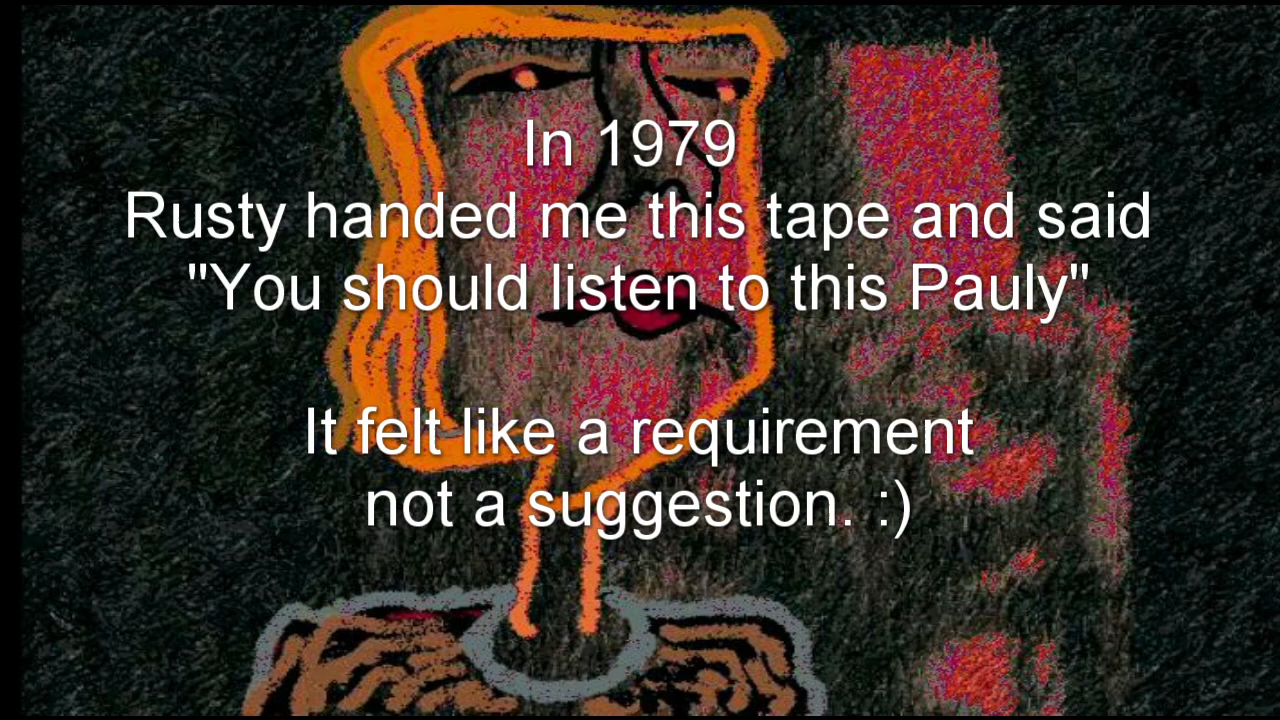 In 1979
Rusty handed me this tape and said
"You should listen to this Pauly"
It felt like a requirement
not a suggestion. :)